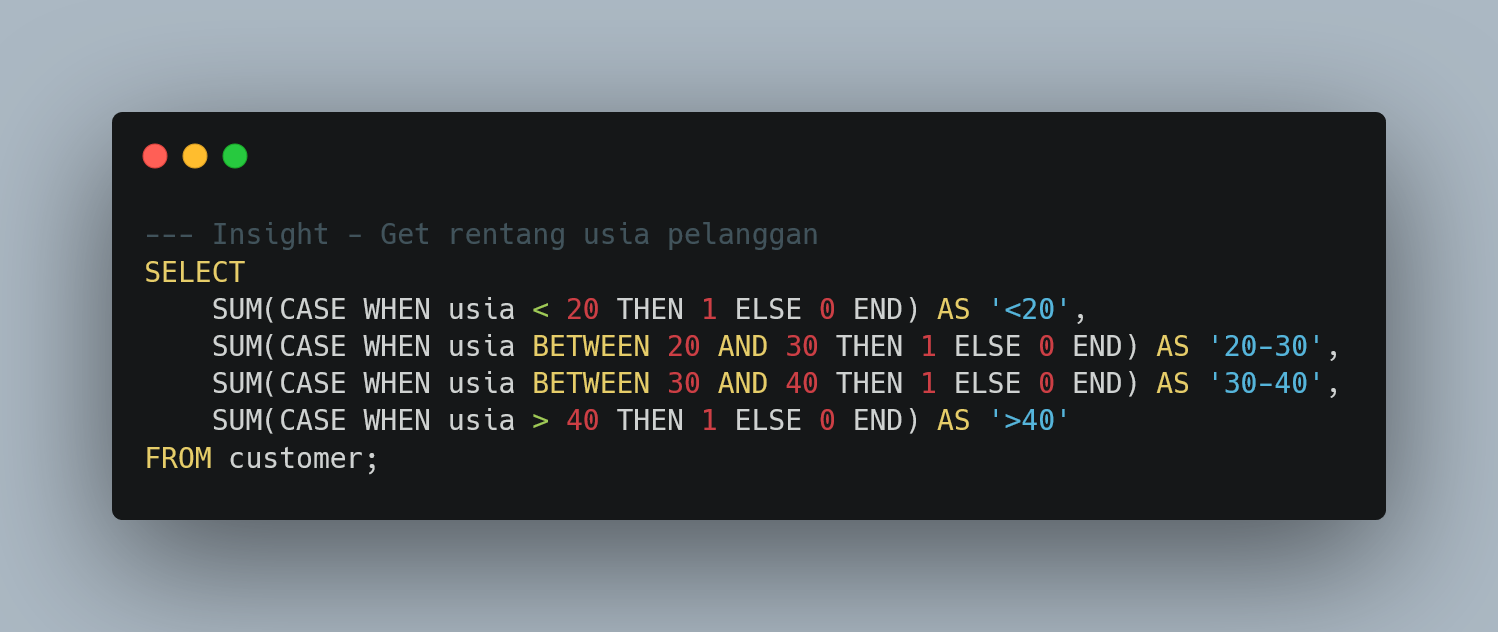 --- Insight - Get rentang usia pelanggan
SELECT
    SUM(CASE WHEN usia < 20 THEN 1 ELSE 0 END) AS '<20',
    SUM(CASE WHEN usia BETWEEN 20 AND 30 THEN 1 ELSE 0 END) AS '20-30',
    SUM(CASE WHEN usia BETWEEN 30 AND 40 THEN 1 ELSE 0 END) AS '30-40',
    SUM(CASE WHEN usia > 40 THEN 1 ELSE 0 END) AS '>40'
FROM customer;